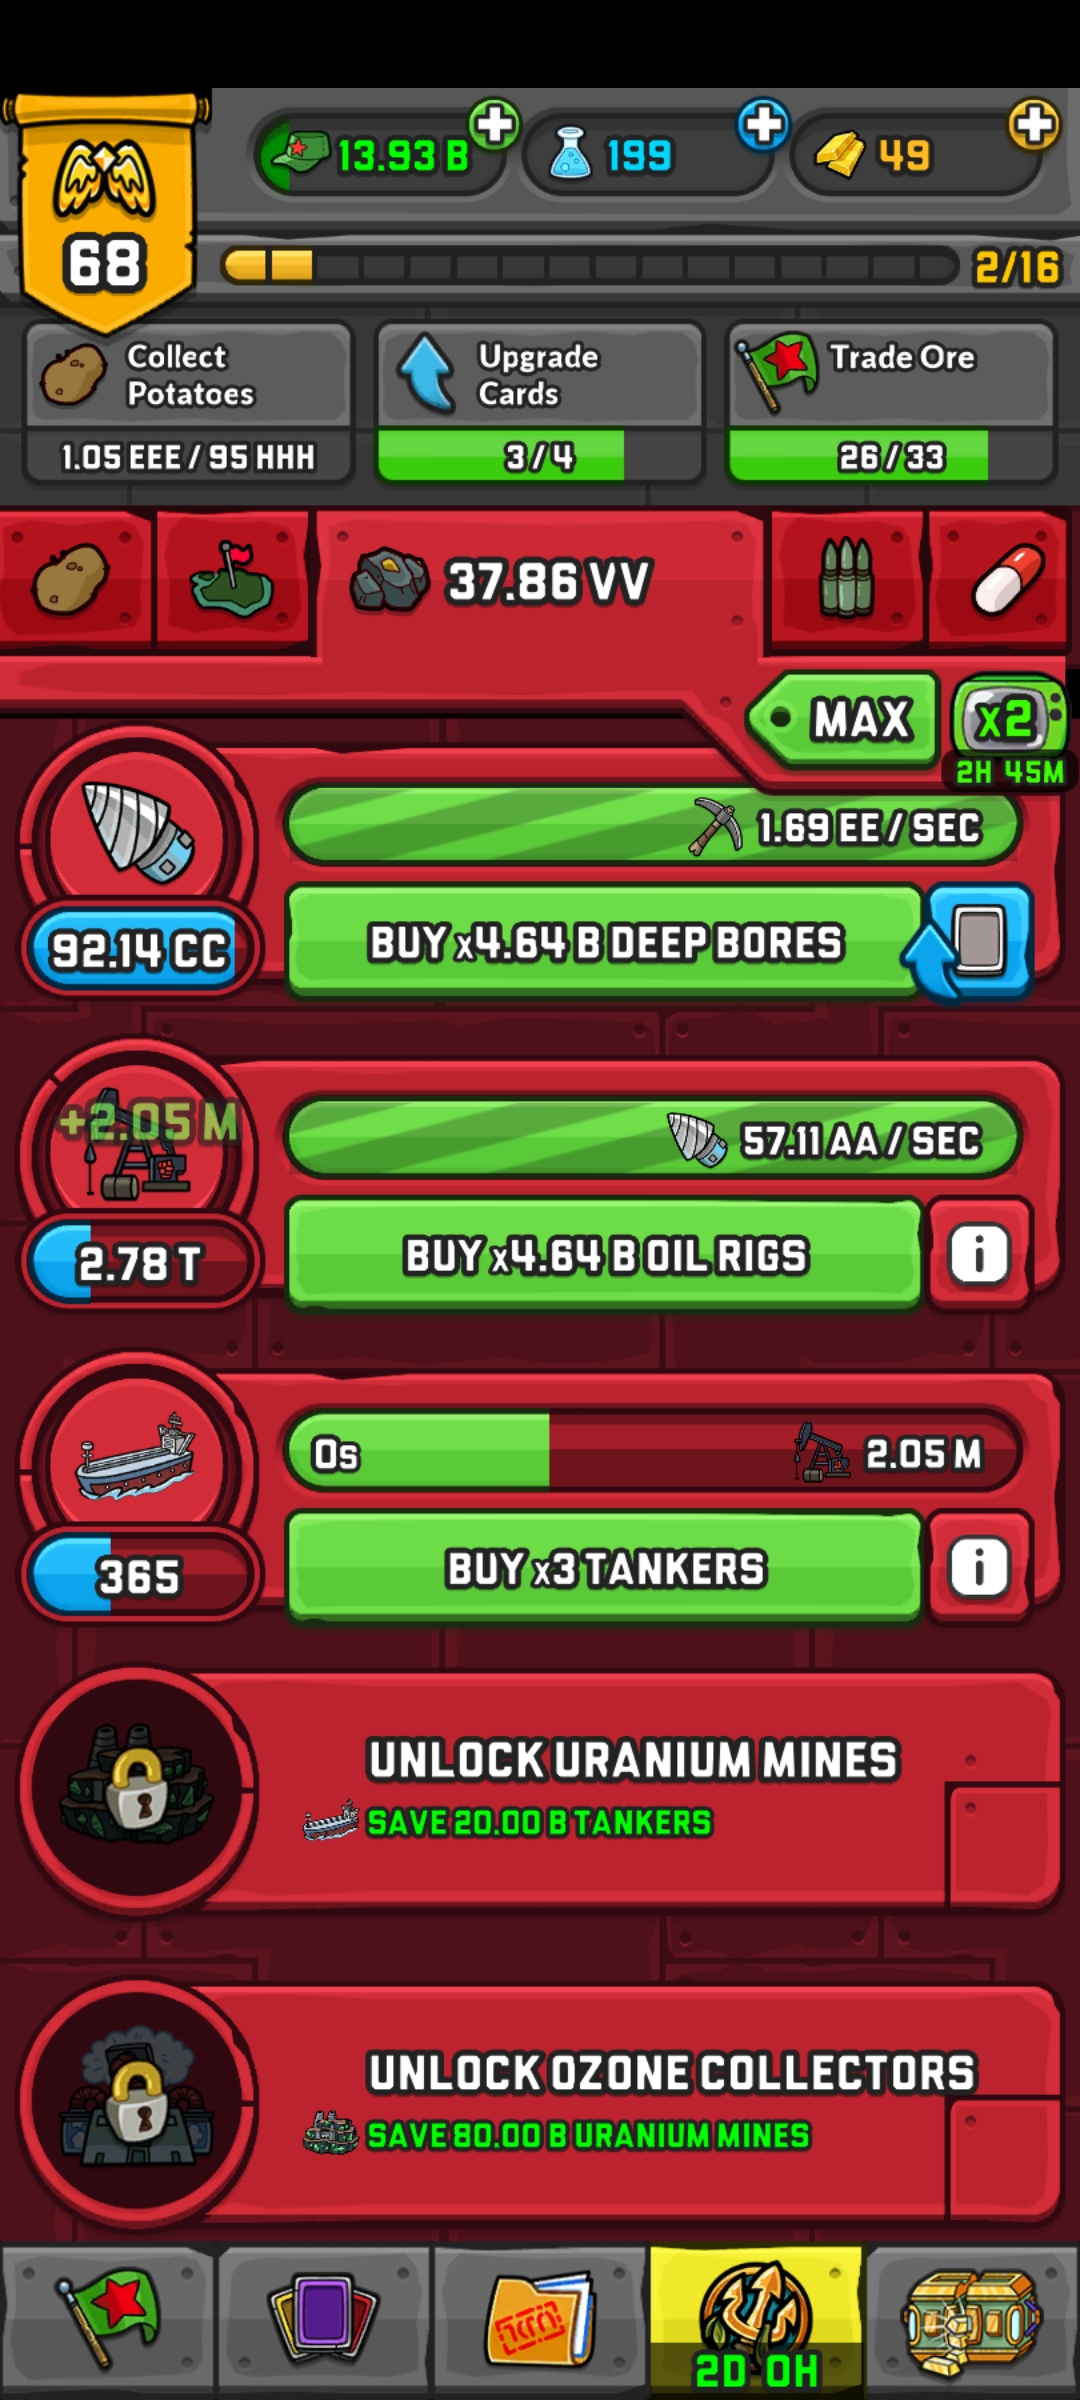 13.93 B
199
49
68
2/16
Collect
Potatoes
1.05 EEE / 95 HHH
Upgrade
Cards
3/4
Trade Ore
26/33
37.86 VV
MAX
x2
2H 45M
1.69 EE / SEC
92.14 CC
BUY x4.64 B DEEP BORES
+2.05 M
57.11 AA / SEC
2.78 T
BUY x4.64 B OIL RIGS
i
0s
2.05 M
365
BUY x3 TANKERS
i
UNLOCK URANIUM MINES
SAVE 20.00 B TANKERS
UNLOCK OZONE COLLECTORS
SAVE 80.00 B URANIUM MINES
2D 0H